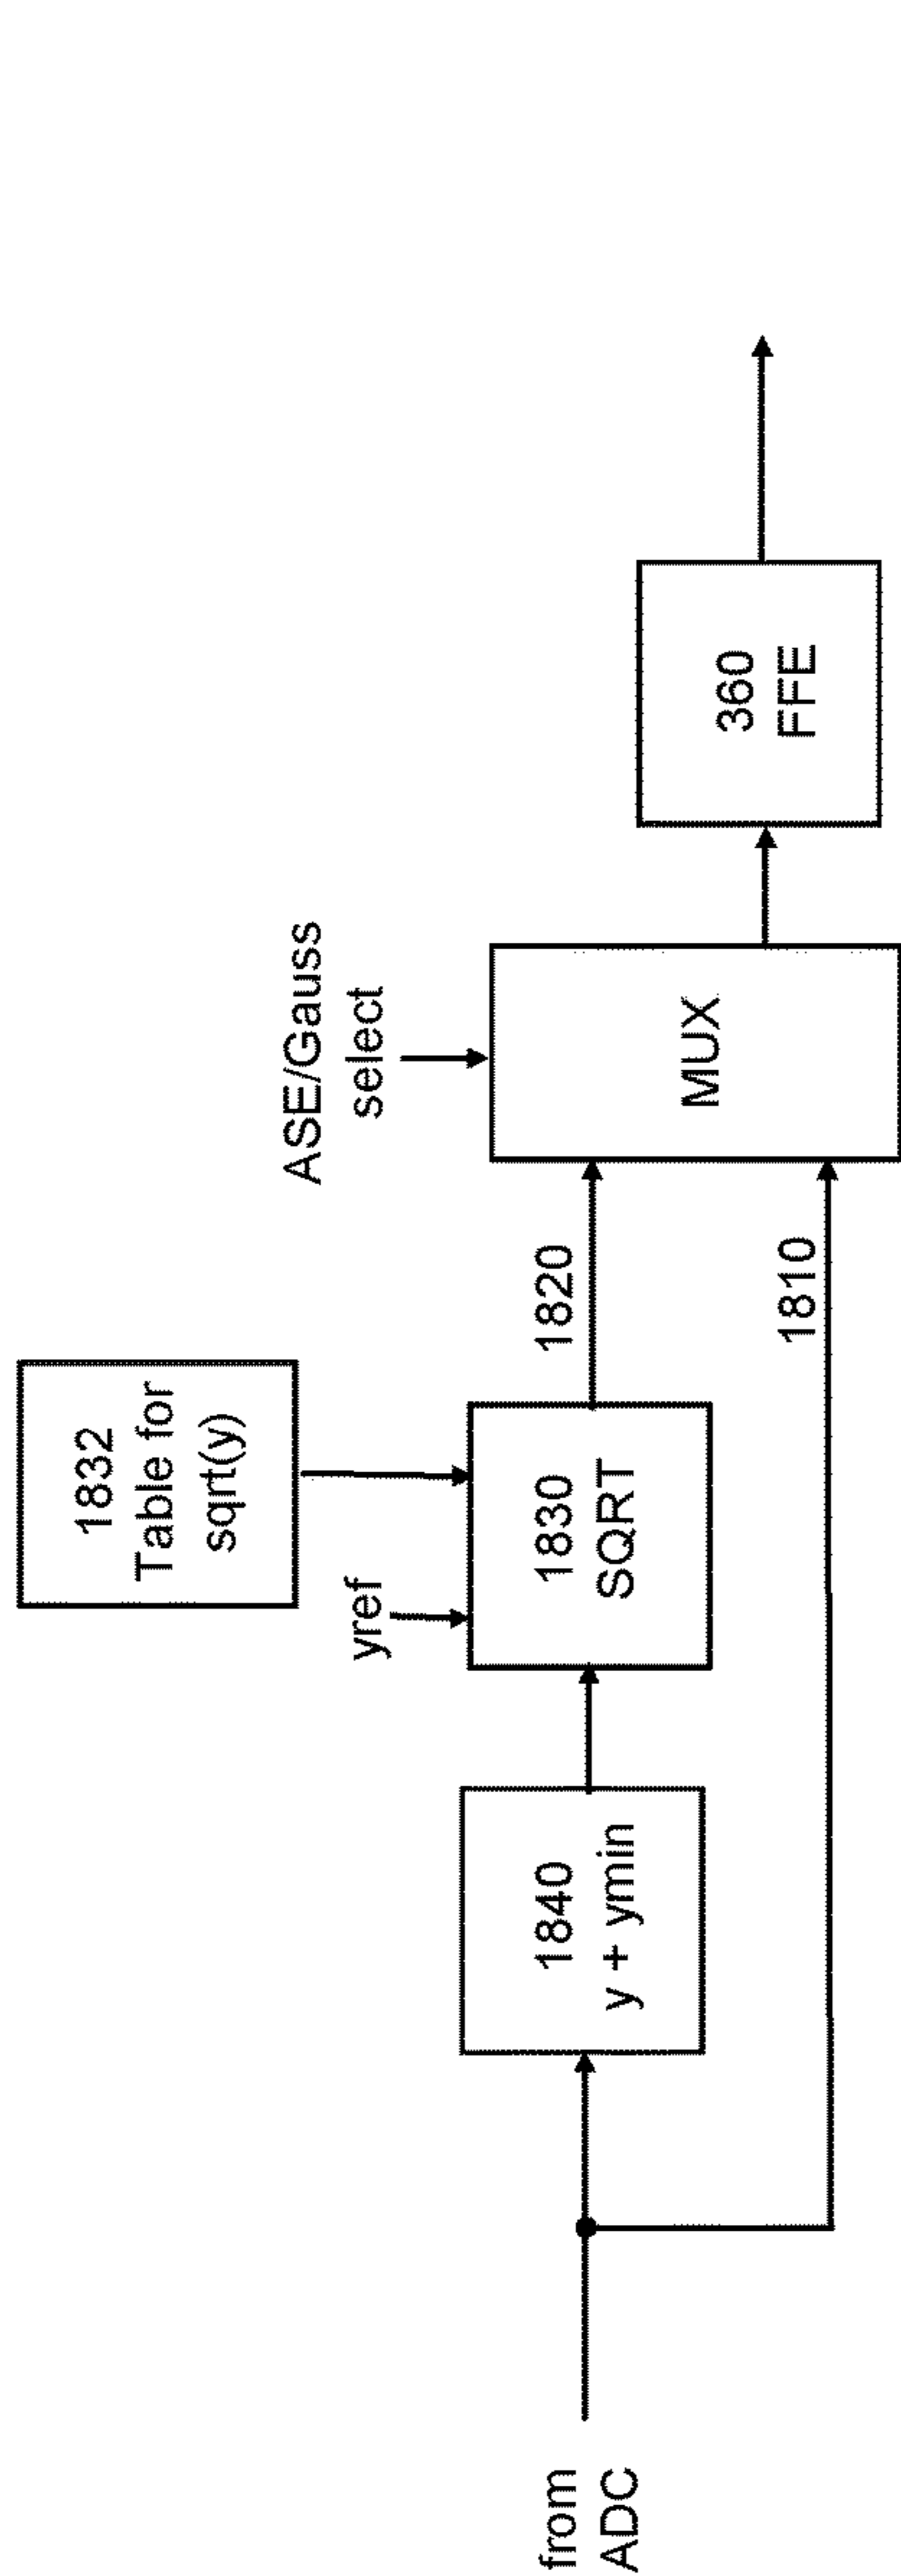 from
ADC
1840
y + ymin
yref
1832
Table for
sqrt(y)
1830
SQRT
1820
1810
ASE/Gauss
select
MUX
360
FFE